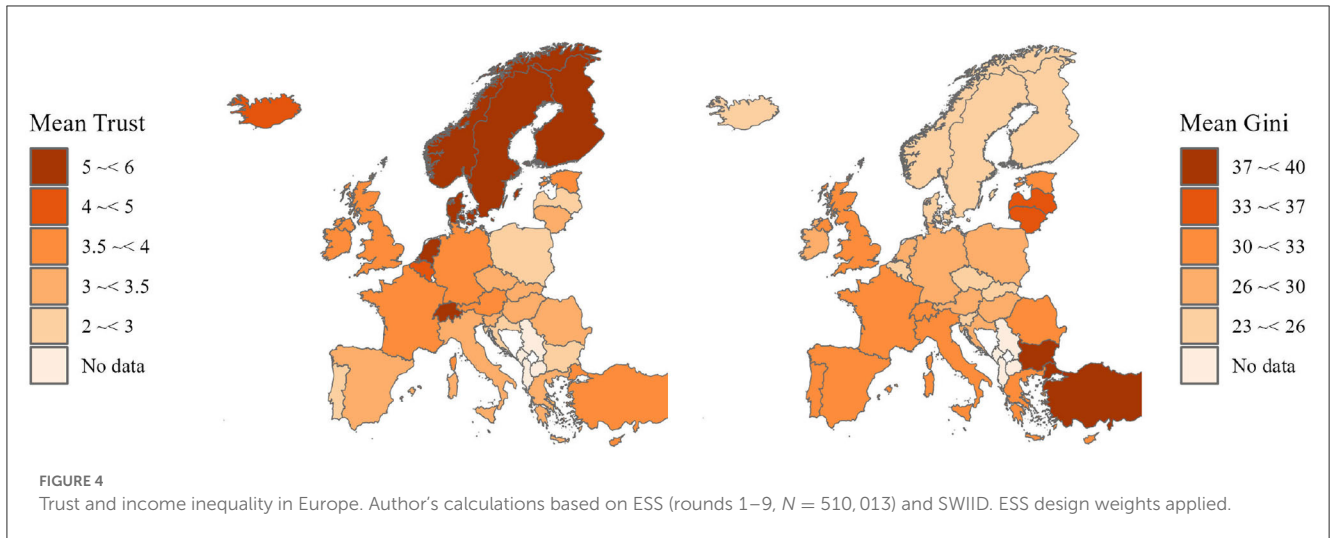 Mean Trust
5 ~< 6
4 ~< 5
3.5 ~< 4
3 ~< 3.5
2 ~< 3
No data
Mean Gini
37 ~< 40
33 ~< 37
30 ~< 33
26 ~< 30
23 ~< 26
No data
FIGURE 4
Trust and income inequality in Europe. Author's calculations based on ESS (rounds 1–9, N = 510, 013) and SWIID. ESS design weights applied.